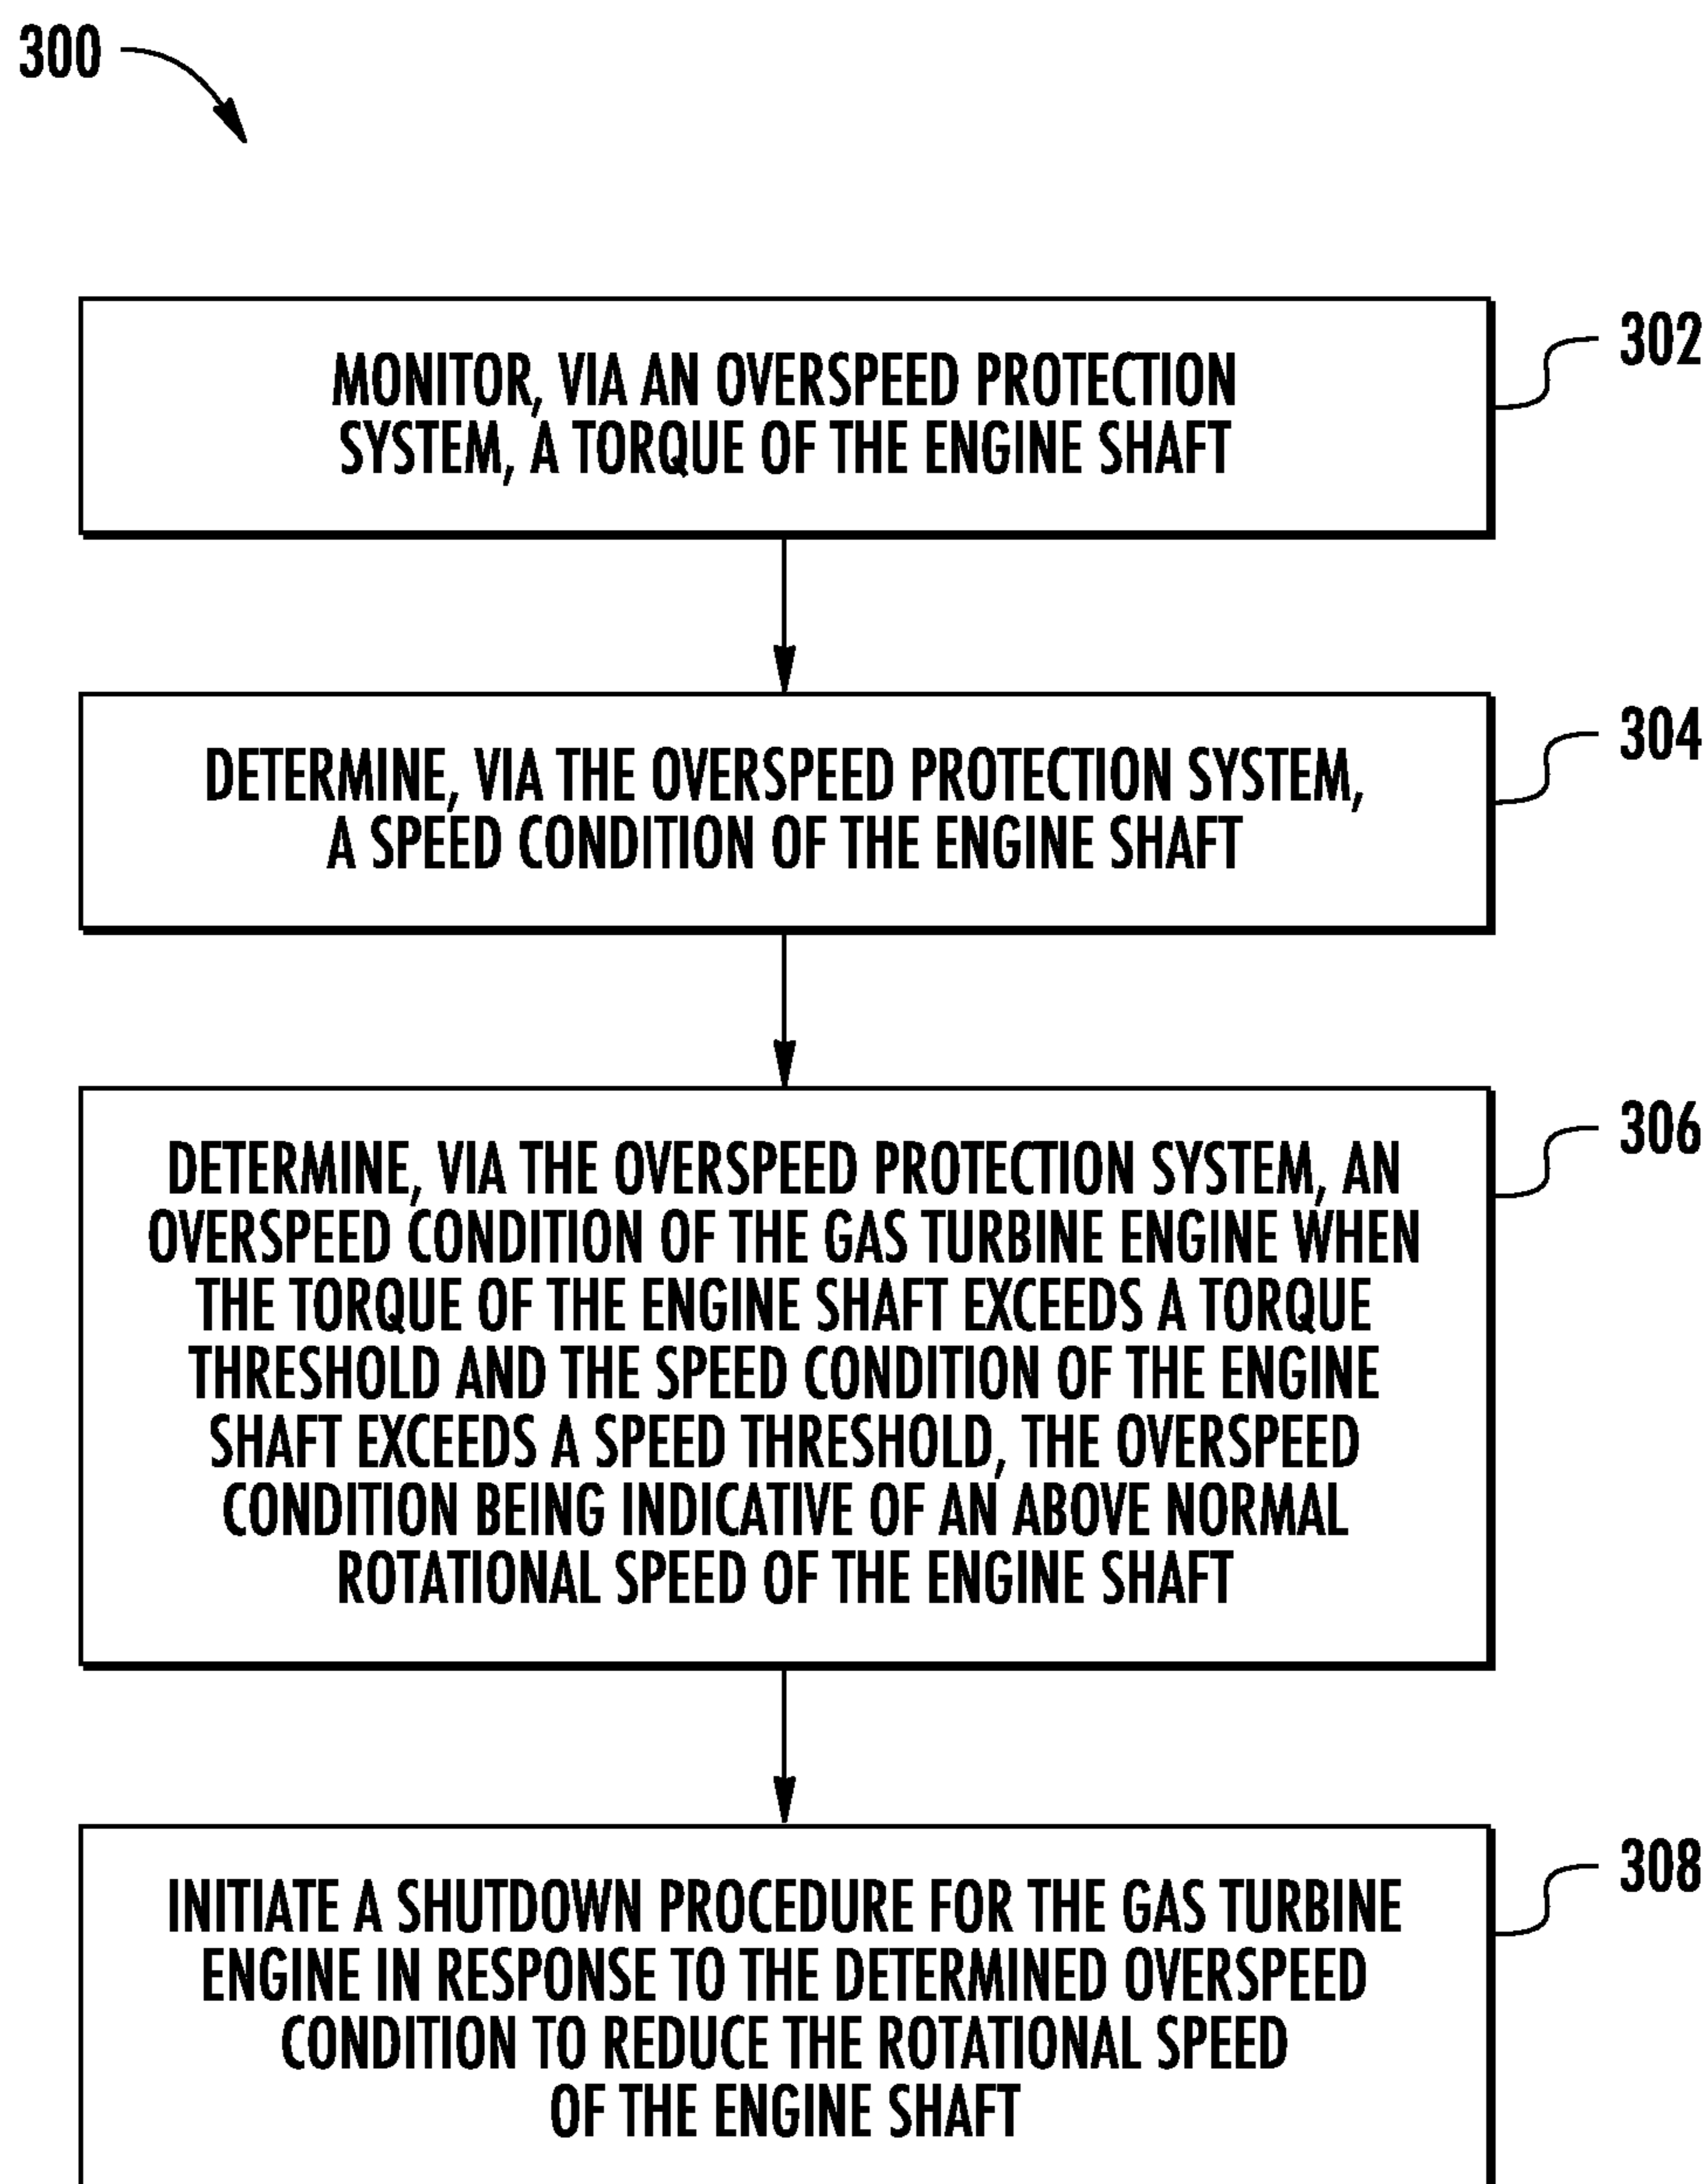 300
302
MONITOR, VIA AN OVERSPEED PROTECTION
SYSTEM, A TORQUE OF THE ENGINE SHAFT
304
DETERMINE, VIA THE OVERSPEED PROTECTION SYSTEM,
A SPEED CONDITION OF THE ENGINE SHAFT
306
DETERMINE, VIA THE OVERSPEED PROTECTION SYSTEM, AN
OVERSPEED CONDITION OF THE GAS TURBINE ENGINE WHEN
THE TORQUE OF THE ENGINE SHAFT EXCEEDS A TORQUE
THRESHOLD AND THE SPEED CONDITION OF THE ENGINE
SHAFT EXCEEDS A SPEED THRESHOLD, THE OVERSPEED
CONDITION BEING INDICATIVE OF AN ABOVE NORMAL
ROTATIONAL SPEED OF THE ENGINE SHAFT
308
INITIATE A SHUTDOWN PROCEDURE FOR THE GAS TURBINE
ENGINE IN RESPONSE TO THE DETERMINED OVERSPEED
CONDITION TO REDUCE THE ROTATIONAL SPEED
OF THE ENGINE SHAFT